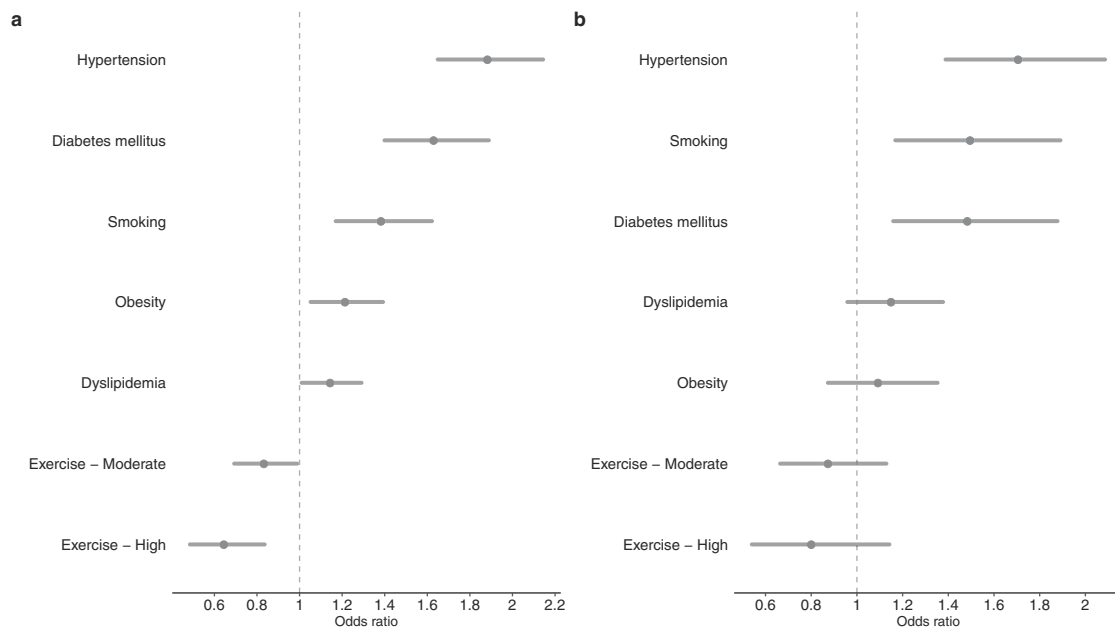 a
Hypertension
Diabetes mellitus
Smoking
Obesity
Dyslipidemia
Exercise – Moderate
Exercise – High
0.6 0.8 1 1.2 1.4 1.6 1.8 2 2.2
Odds ratio
b
Hypertension
Smoking
Diabetes mellitus
Dyslipidemia
Obesity
Exercise – Moderate
Exercise – High
0.6 0.8 1 1.2 1.4 1.6 1.8 2
Odds ratio